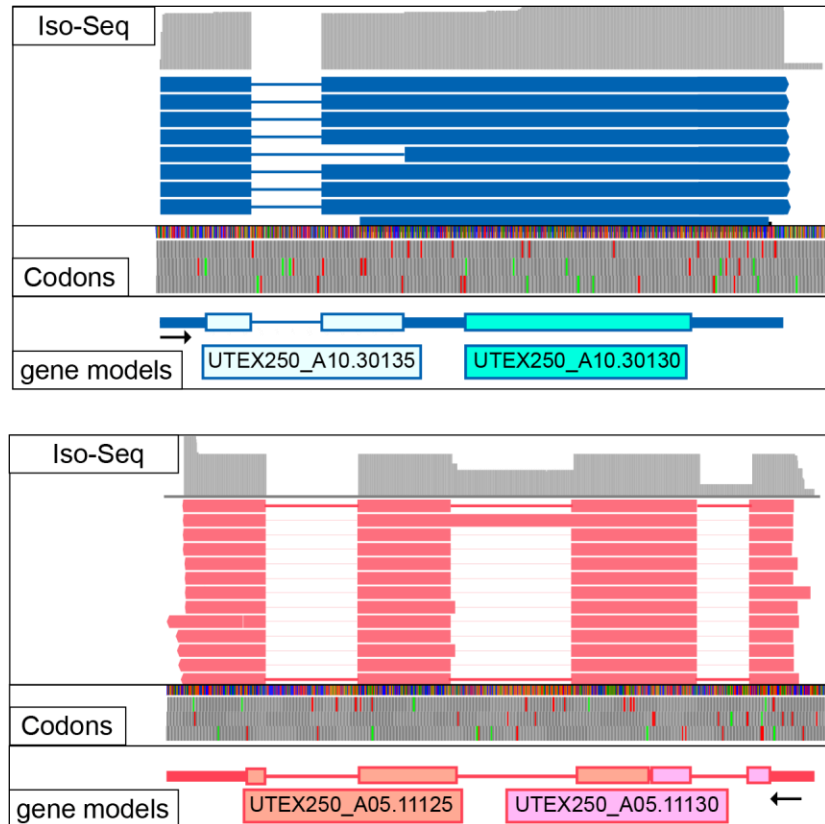 Iso-Seq
Codons
UTEX250_A10.30135 UTEX250_A10.30130
gene models
Iso-Seq
Codons
UTEX250_A05.11125 UTEX250_A05.11130
gene models